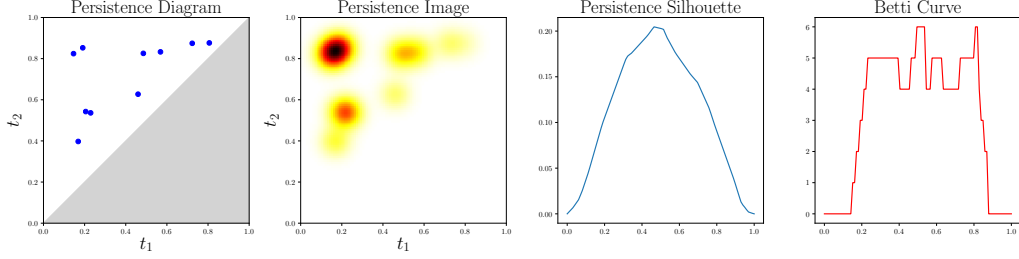 Persistence Diagram
1.0
0.8
0.6
0.4
0.2
0.0
t2
0.0 0.2 0.4 0.6 0.8 1.0
t1
Persistence Image
1.0
0.8
0.6
0.4
0.2
0.0
t2
0.0 0.2 0.4 0.6 0.8 1.0
t1
Persistence Silhouette
0.20
0.15
0.10
0.05
0.00
0.0 0.2 0.4 0.6 0.8 1.0
Betti Curve
6
5
4
3
2
1
0
0.0 0.2 0.4 0.6 0.8 1.0